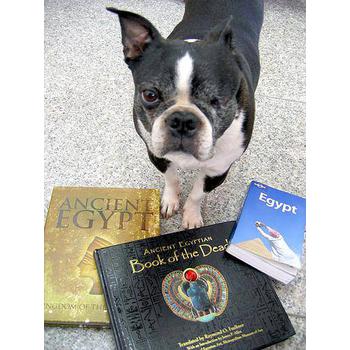 ANCIENT
EGYPT
KINGDOM OF THE
ANCIENT EGYPTIAN
Book of the Dead
Translated by Raymond O. Faulkner
Egypt